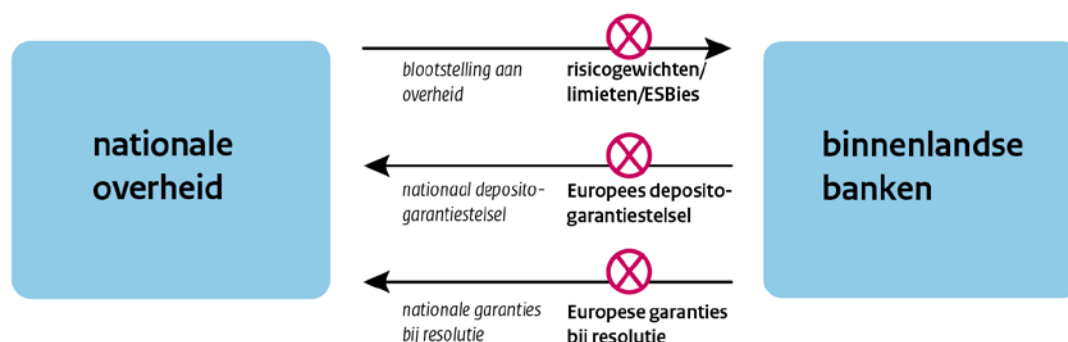 nationale
overheid
blootstelling aan
overheid
risicogewichten/
limieten/ESBies
nationaal deposito-
garantiestelsel
Europees deposito-
garantiestelsel
nationale garanties
bij resolutie
Europese garanties
bij resolutie
binnenlandse
banken